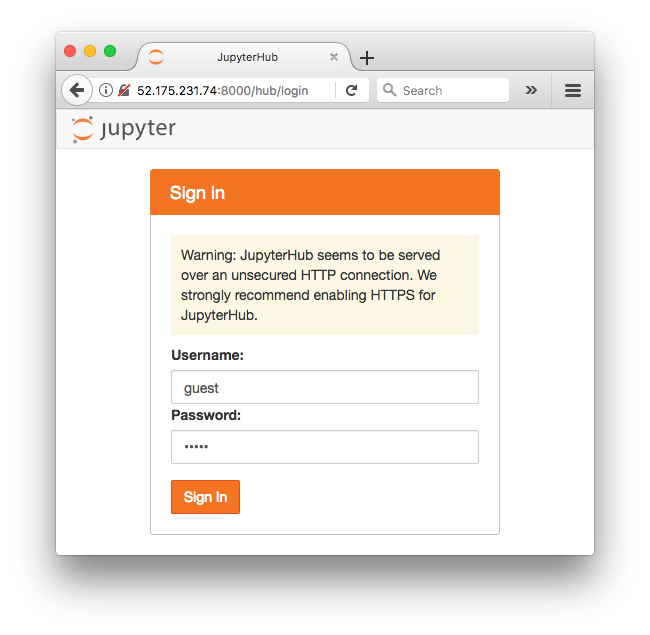 JupyterHub
52.175.231.74:8000/hub/login
Search
jupyter
Sign in
Warning: JupyterHub seems to be served
over an unsecured HTTP connection. We
strongly recommend enabling HTTPS for
JupyterHub.
Username:
guest
Password:
•••••
Sign In